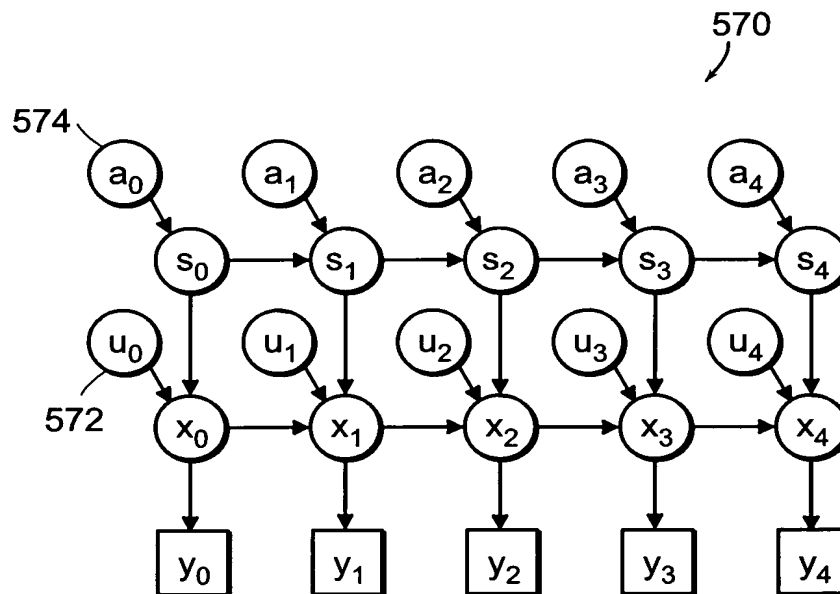 570
574
a₀ a₁ a₂ a₃ a₄
s₀ s₁ s₂ s₃ s₄
u₀ u₁ u₂ u₃ u₄
572
x₀ x₁ x₂ x₃ x₄
y₀ y₁ y₂ y₃ y₄